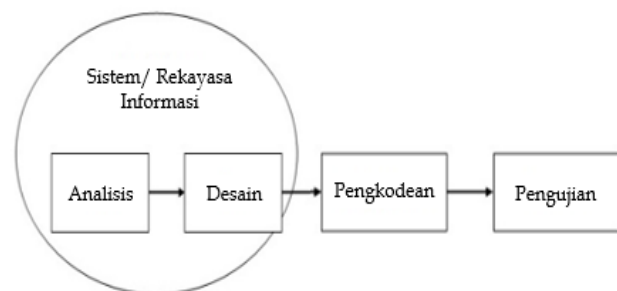 Sistem/ Rekayasa
Informasi
Analisis
Desain
Pengkodean
Pengujian